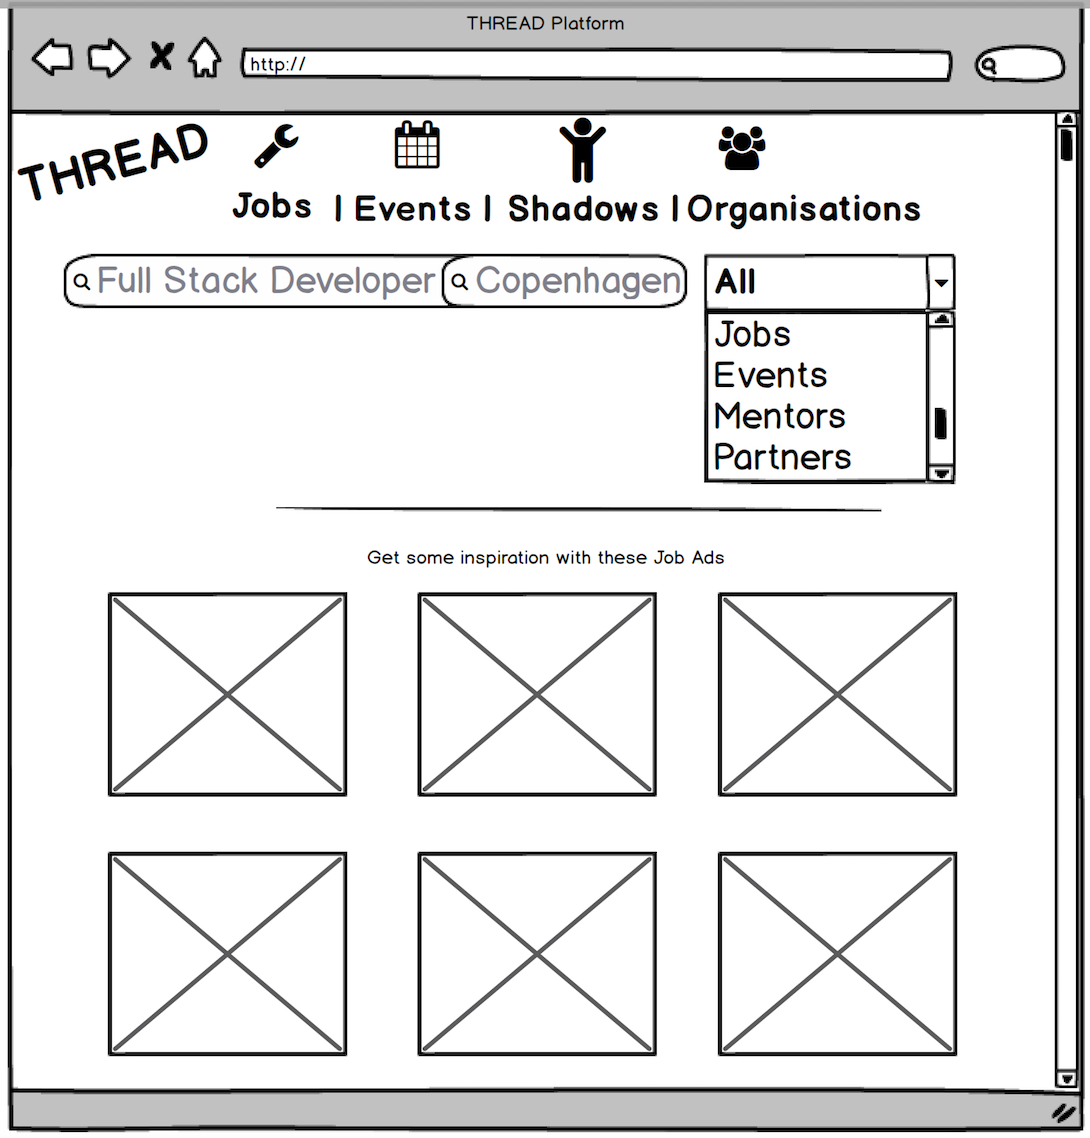 THREAD Platform
http://
THREAD
Jobs | Events | Shadows | Organisations
Full Stack Developer Copenhagen All
Jobs
Events
Mentors
Partners
Get some inspiration with these Job Ads